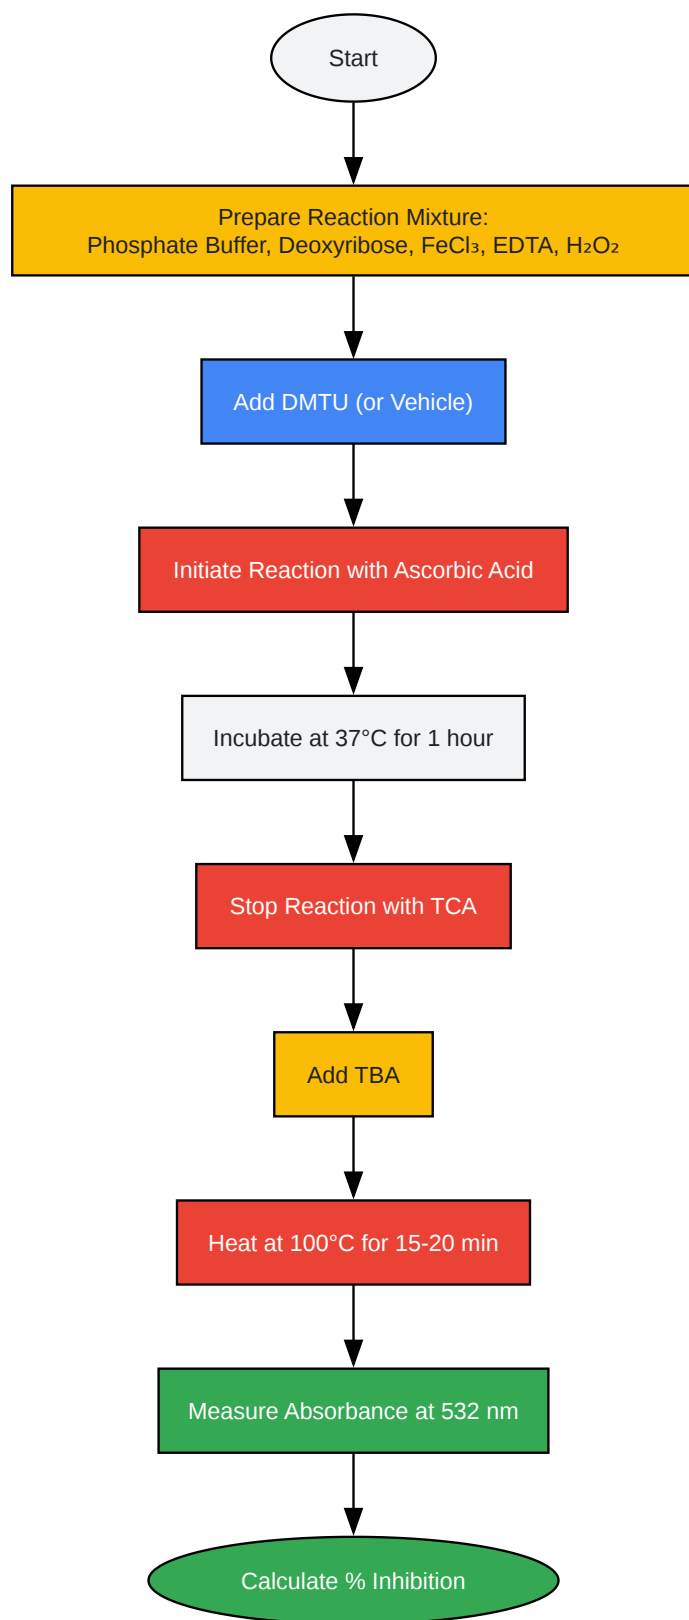 Start
Prepare Reaction Mixture:
Phosphate Buffer, Deoxyribose, FeCl₃, EDTA, H₂O₂
Add DMTU (or Vehicle)
Initiate Reaction with Ascorbic Acid
Incubate at 37°C for 1 hour
Stop Reaction with TCA
Add TBA
Heat at 100°C for 15-20 min
Measure Absorbance at 532 nm
Calculate % Inhibition